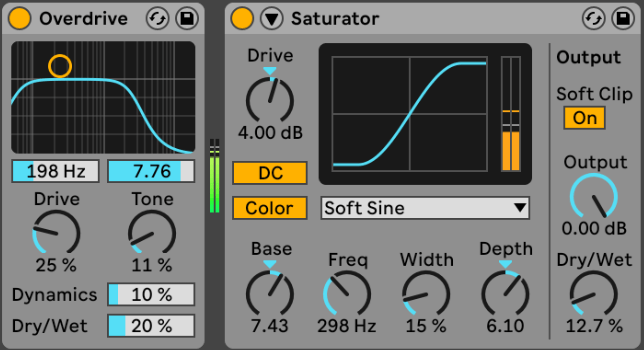 Overdrive
198 Hz 7.76
Drive Tone
25 % 11 %
Dynamics 10 %
Dry/Wet 20 %
Saturator
Drive
4.00 dB
DC
Color Soft Sine
Base Freq Width Depth
7.43 298 Hz 15 % 6.10
Output
Soft Clip
On
Output
0.00 dB
Dry/Wet
12.7 %